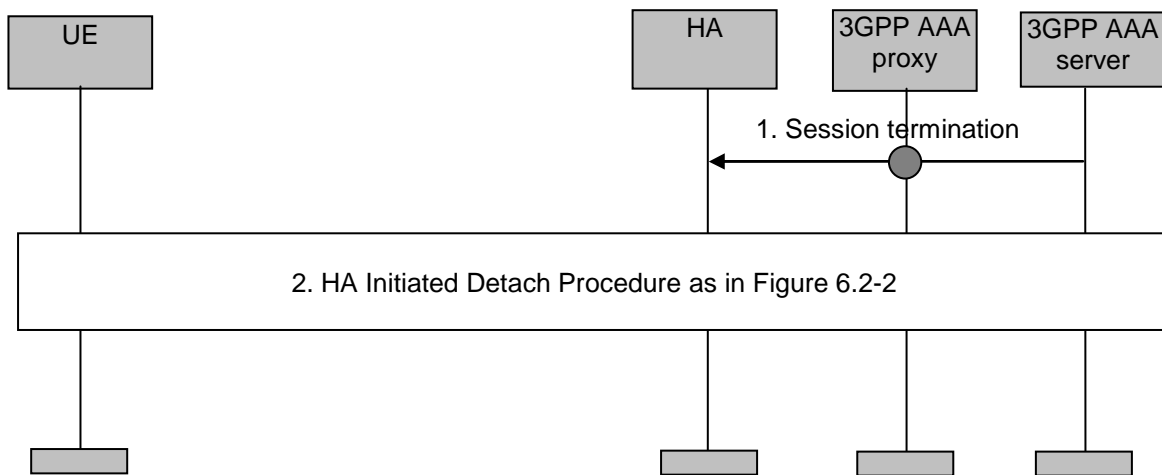 UE
HA
3GPP AAA
proxy
3GPP AAA
server
1. Session termination
2. HA Initiated Detach Procedure as in Figure 6.2-2